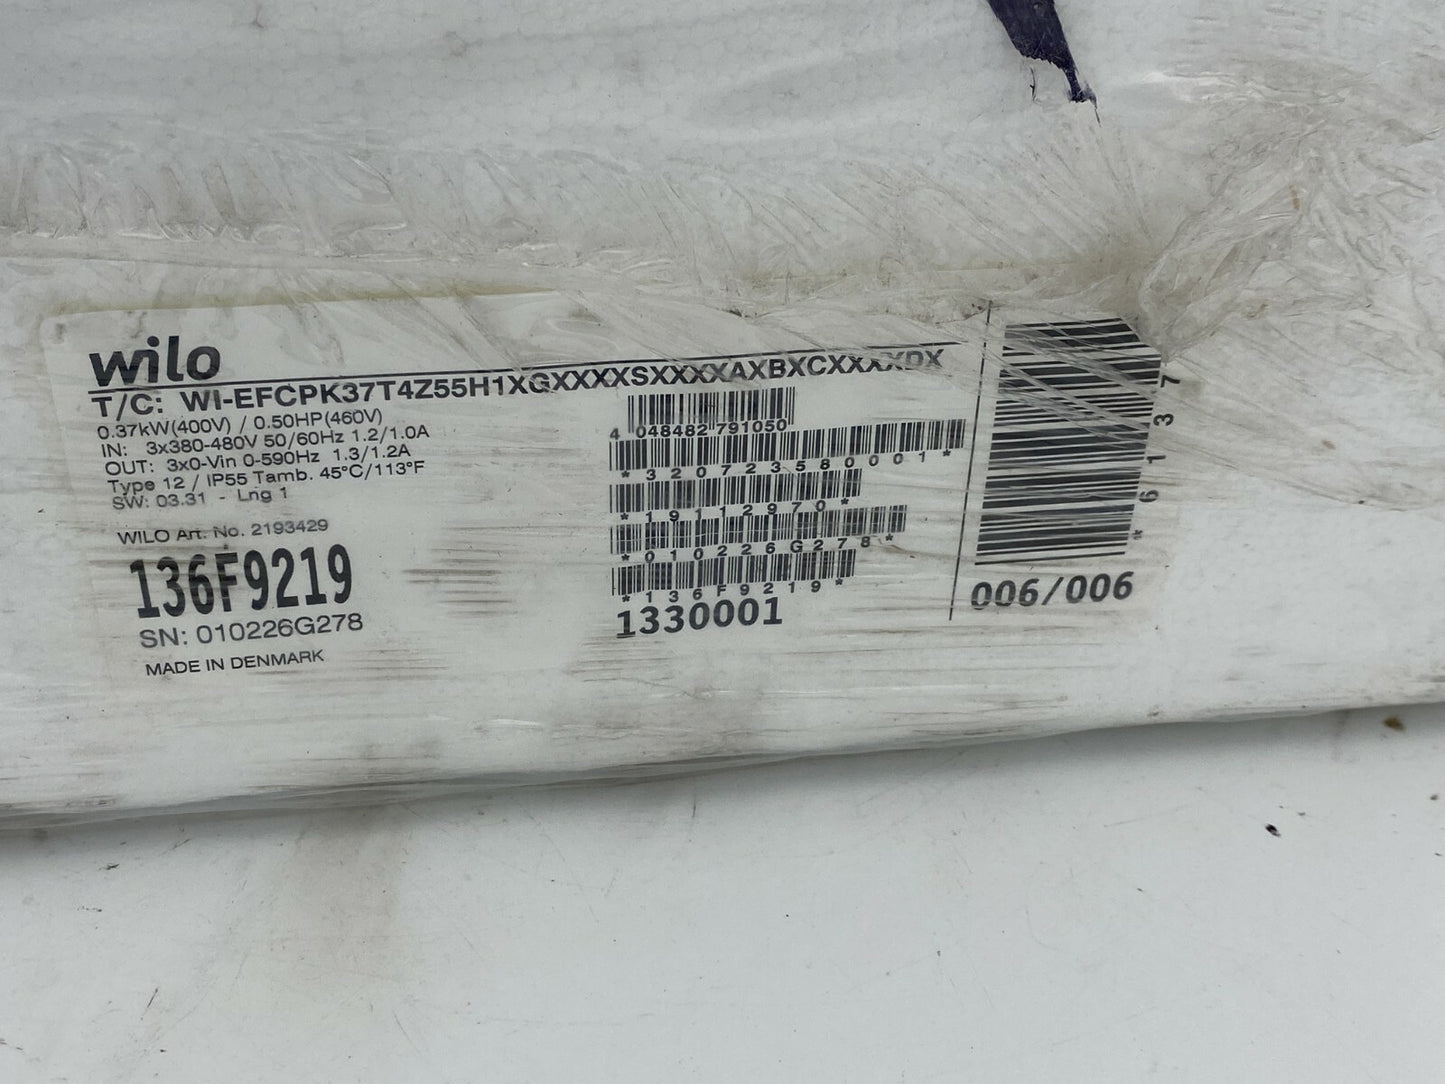 wilo
T/C: WI-EFCPK37T4Z55H1XGXXXXSXXXXAXBXCXXXXDX
0.37kW(400V) / 0.50HP(460V)
IN: 3x380-480V 50/60Hz 1.2/1.0A
OUT: 3x0-Vin 0-590Hz 1.3/1.2A
Type 12 / IP55 Tamb. 45°C/113°F
SW: 03.31 - Lng 1
WILO Art. No. 2193429
136F9219
SN: 010226G278
MADE IN DENMARK
4 048482 791050
*32072358 0001*
*19112970*
*010226G278*
*136F9219*
1330001
*6137
006/006